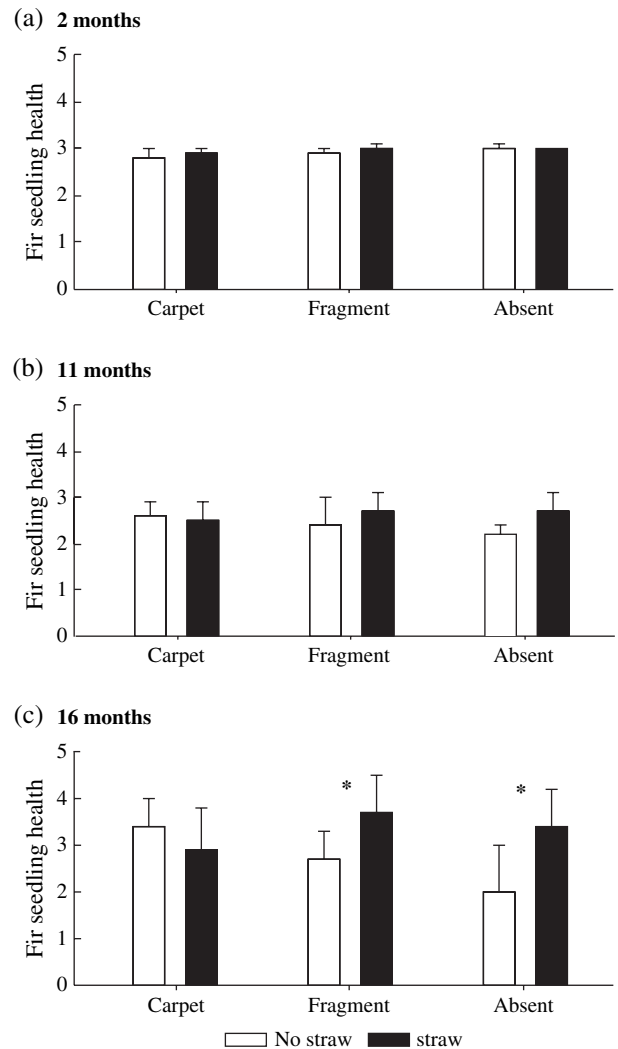 (a) 2 months
5
4
3
2
1
0
Fir seedling health
Carpet Fragment Absent
(b) 11 months
5
4
3
2
1
0
Fir seedling health
Carpet Fragment Absent
(c) 16 months
5
4
3
2
1
0
Fir seedling health
* *
Carpet Fragment Absent
No straw straw